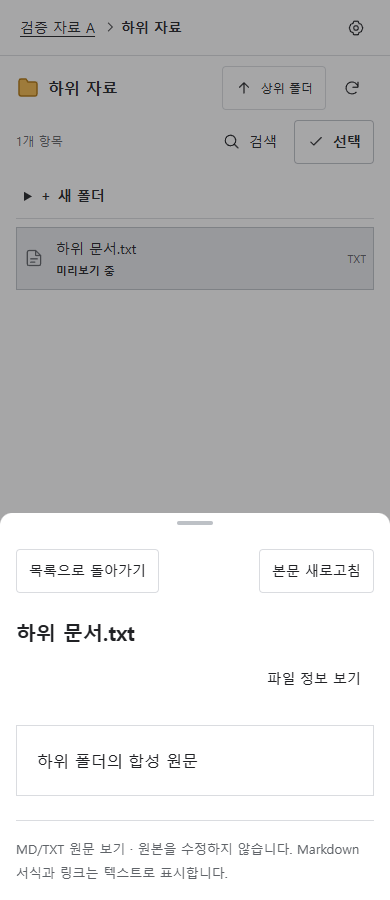 검증 자료 A > 하위 자료
하위 자료
상위 폴더
1개 항목
검색
선택
+ 새 폴더
하위 문서.txt
미리보기 중
TXT
목록으로 돌아가기
본문 새로고침
하위 문서.txt
파일 정보 보기
하위 폴더의 합성 원문
MD/TXT 원문 보기 · 원본을 수정하지 않습니다. Markdown
서식과 링크는 텍스트로 표시합니다.